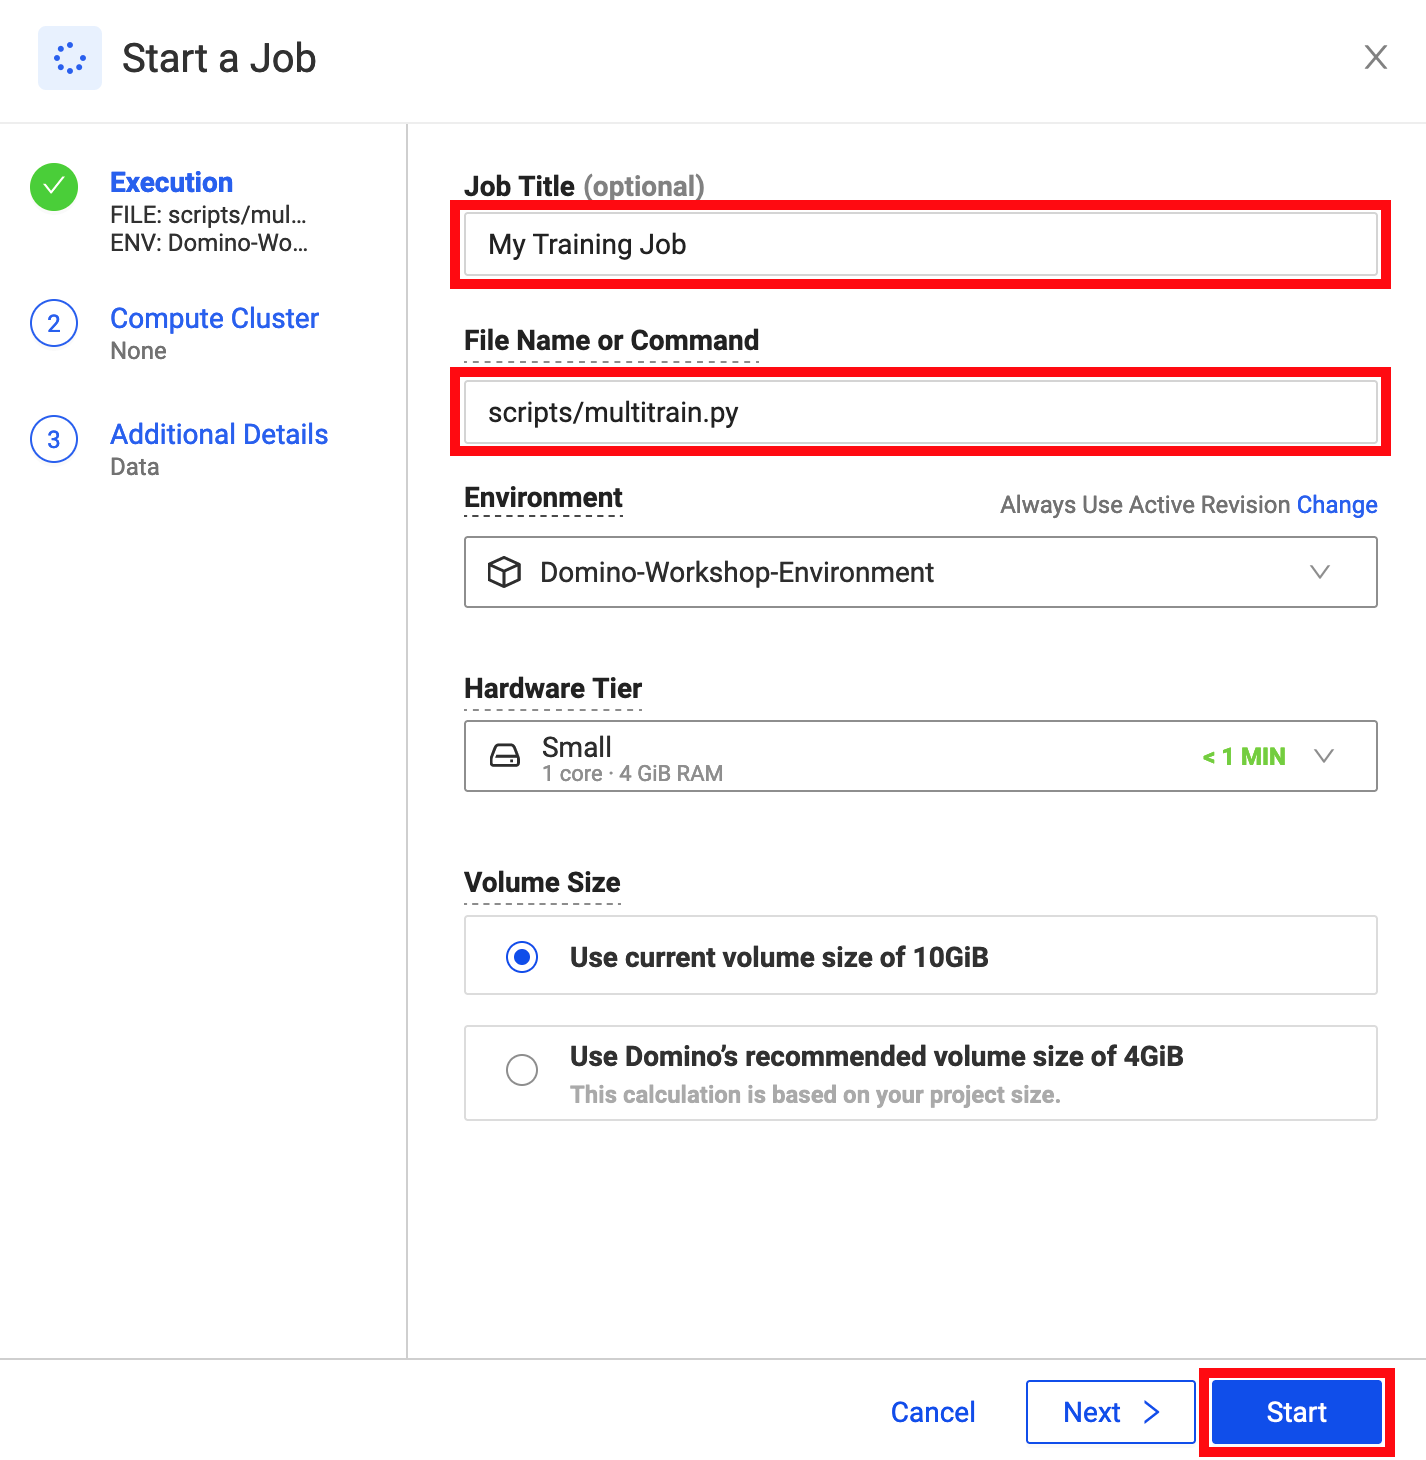 Start a Job
Execution
FILE: scripts/mul...
ENV: Domino-Wo...
2
Compute Cluster
None
3
Additional Details
Data
Job Title (optional)
My Training Job
File Name or Command
scripts/multitrain.py
Environment
Always Use Active Revision Change
Domino-Workshop-Environment
Hardware Tier
Small
1 core · 4 GiB RAM
< 1 MIN
Volume Size
Use current volume size of 10GiB
Use Domino’s recommended volume size of 4GiB
This calculation is based on your project size.
Cancel
Next
Start